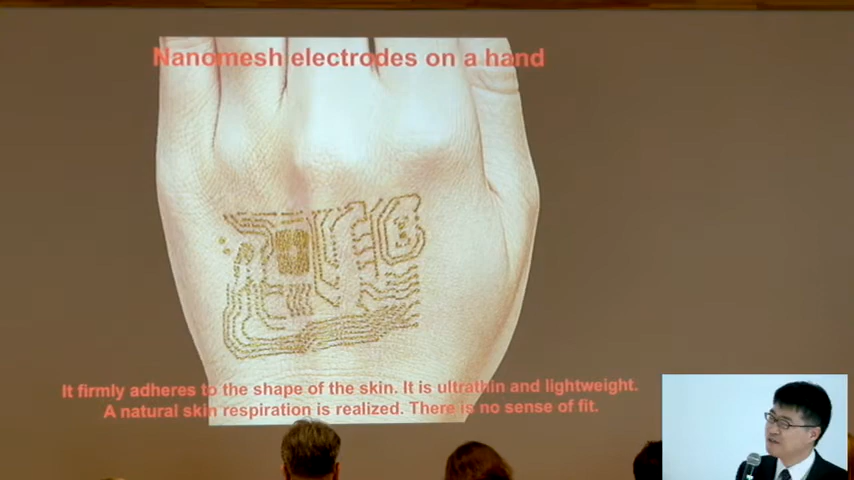 Nanomesh electrodes on a hand
It firmly adheres to the shape of the skin. It is ultrathin and lightweight.
A natural skin respiration is realized. There is no sense of fit.